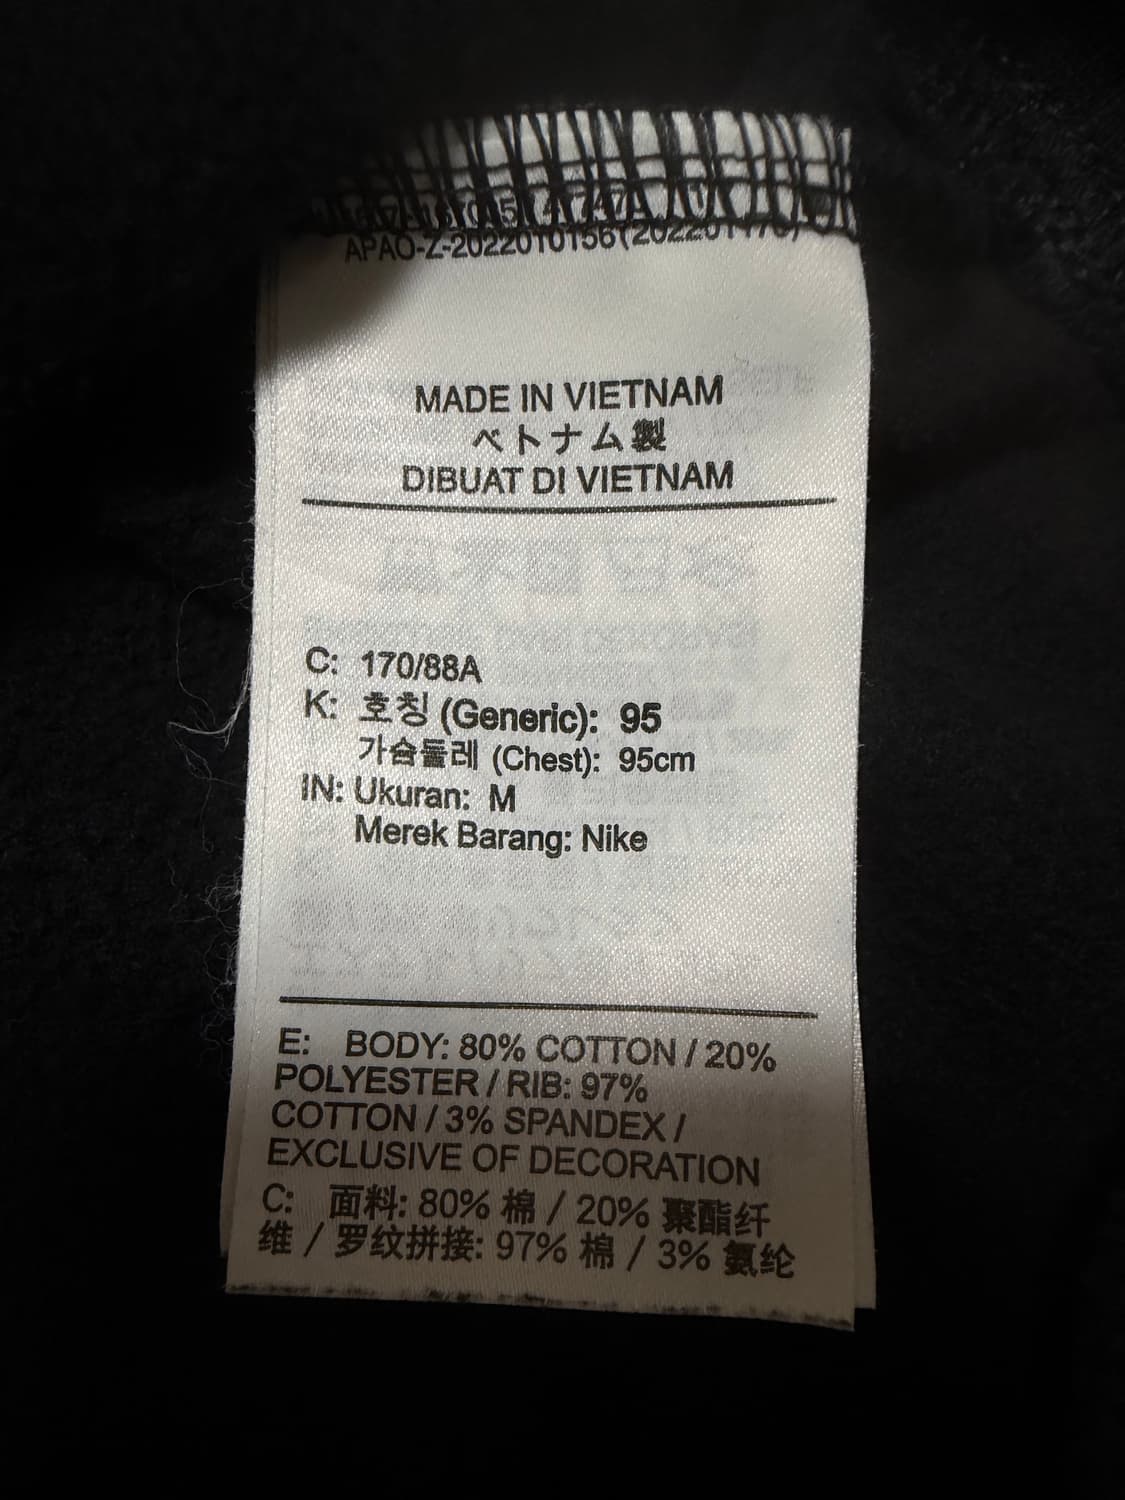 APAO-Z-2022010156
MADE IN VIETNAM
ベトナム製
DIBUAT DI VIETNAM
C: 170/88A
K: 호칭 (Generic): 95
가슴둘레 (Chest): 95cm
IN: Ukuran: M
Merek Barang: Nike
E: BODY: 80% COTTON / 20%
POLYESTER / RIB: 97%
COTTON / 3% SPANDEX /
EXCLUSIVE OF DECORATION
C: 面料: 80% 棉 / 20% 聚酯纤
维 / 罗纹拼接: 97% 棉 / 3% 氨纶